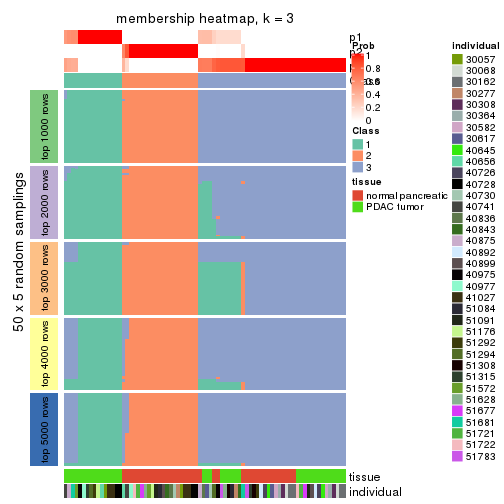 membership heatmap, k = 3
p1
p2
Prob
1
0.8
0.6
0.4
0.2
0
Class
1
2
3
tissue
normal pancreatic
PDAC tumor
individual
30057
30068
30162
30277
30308
30364
30582
30617
40645
40656
40726
40728
40730
40741
40836
40843
40875
40892
40899
40975
40977
41027
51084
51091
51176
51292
51294
51308
51315
51572
51628
51677
51681
51721
51722
51783
50 x 5 random samplings
top 1000 rows
top 2000 rows
top 3000 rows
top 4000 rows
top 5000 rows
tissue
individual